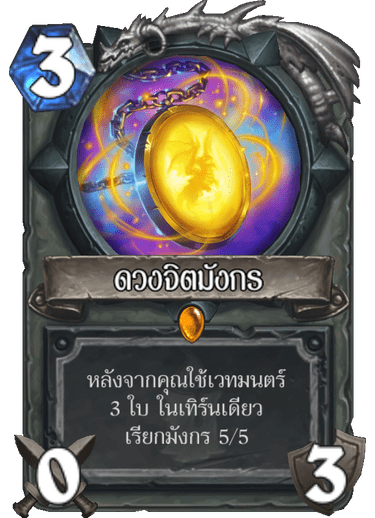 3
ดวงจิตมังกร
หลังจากคุณใช้เวทมนตร์
3 ใบ ในเทิร์นเดียว
เรียกมังกร 5/5
0
3